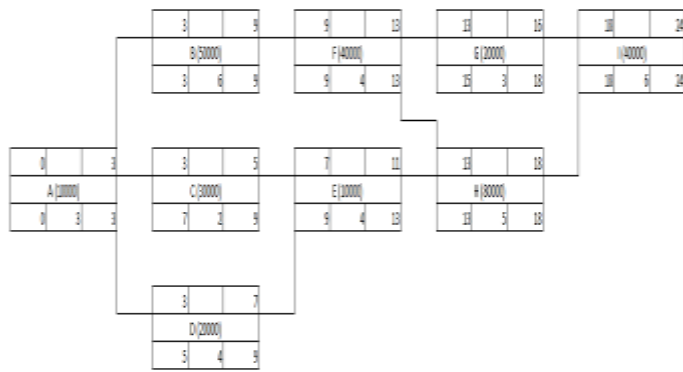 3 9 9 13 13 16 18 24
B (50000) F (40000) G (20000) I (40000)
3 6 9 9 4 13 15 3 18 18 6 24
0 3 3 5 7 11 13 18
A (10000) C (30000) E (10000) H (80000)
0 3 3 7 2 9 9 4 13 13 5 18
3 7
D (20000)
5 4 9